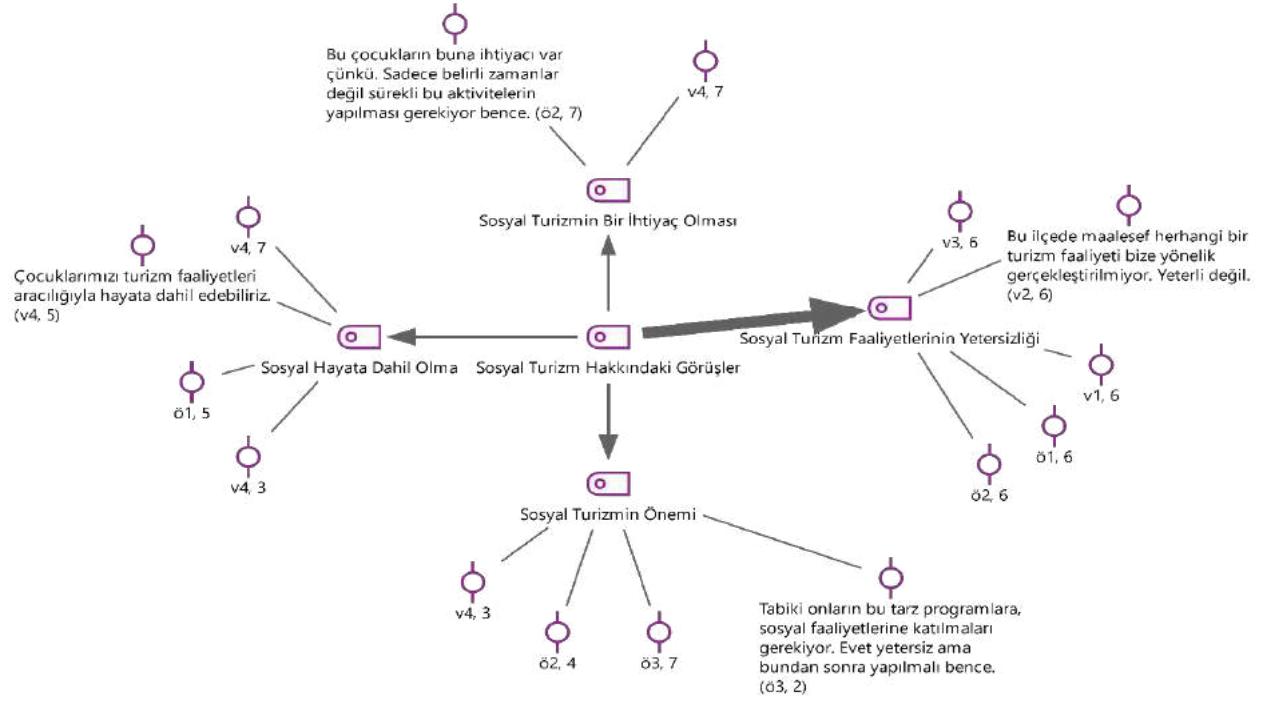 Bu çocukların buna ihtiyacı var
çünkü. Sadece belirli zamanlar
değil sürekli bu aktivitelerin
yapılması gerekiyor bence. (ö2, 7)
v4, 7
Sosyal Turizmin Bir İhtiyaç Olması
v4, 7
Çocuklarımızı turizm faaliyetleri
aracılığıyla hayata dahil edebiliriz.
(v4, 5)
v3, 6
Bu ilçede maalesef herhangi bir
turizm faaliyeti bize yönelik
gerçekleştirilmiyor. Yeterli değil.
(v2, 6)
Sosyal Hayata Dahil Olma
Sosyal Turizm Hakkındaki Görüşler
Sosyal Turizm Faaliyetlerinin Yetersizliği
ö1, 5
v4, 3
v1, 6
ö1, 6
ö2, 6
Sosyal Turizmin Önemi
v4, 3
ö2, 4
ö3, 7
Tabiki onların bu tarz programlara,
sosyal faaliyetlerine katılmaları
gerekiyor. Evet yetersiz ama
bundan sonra yapılmalı bence.
(ö3, 2)